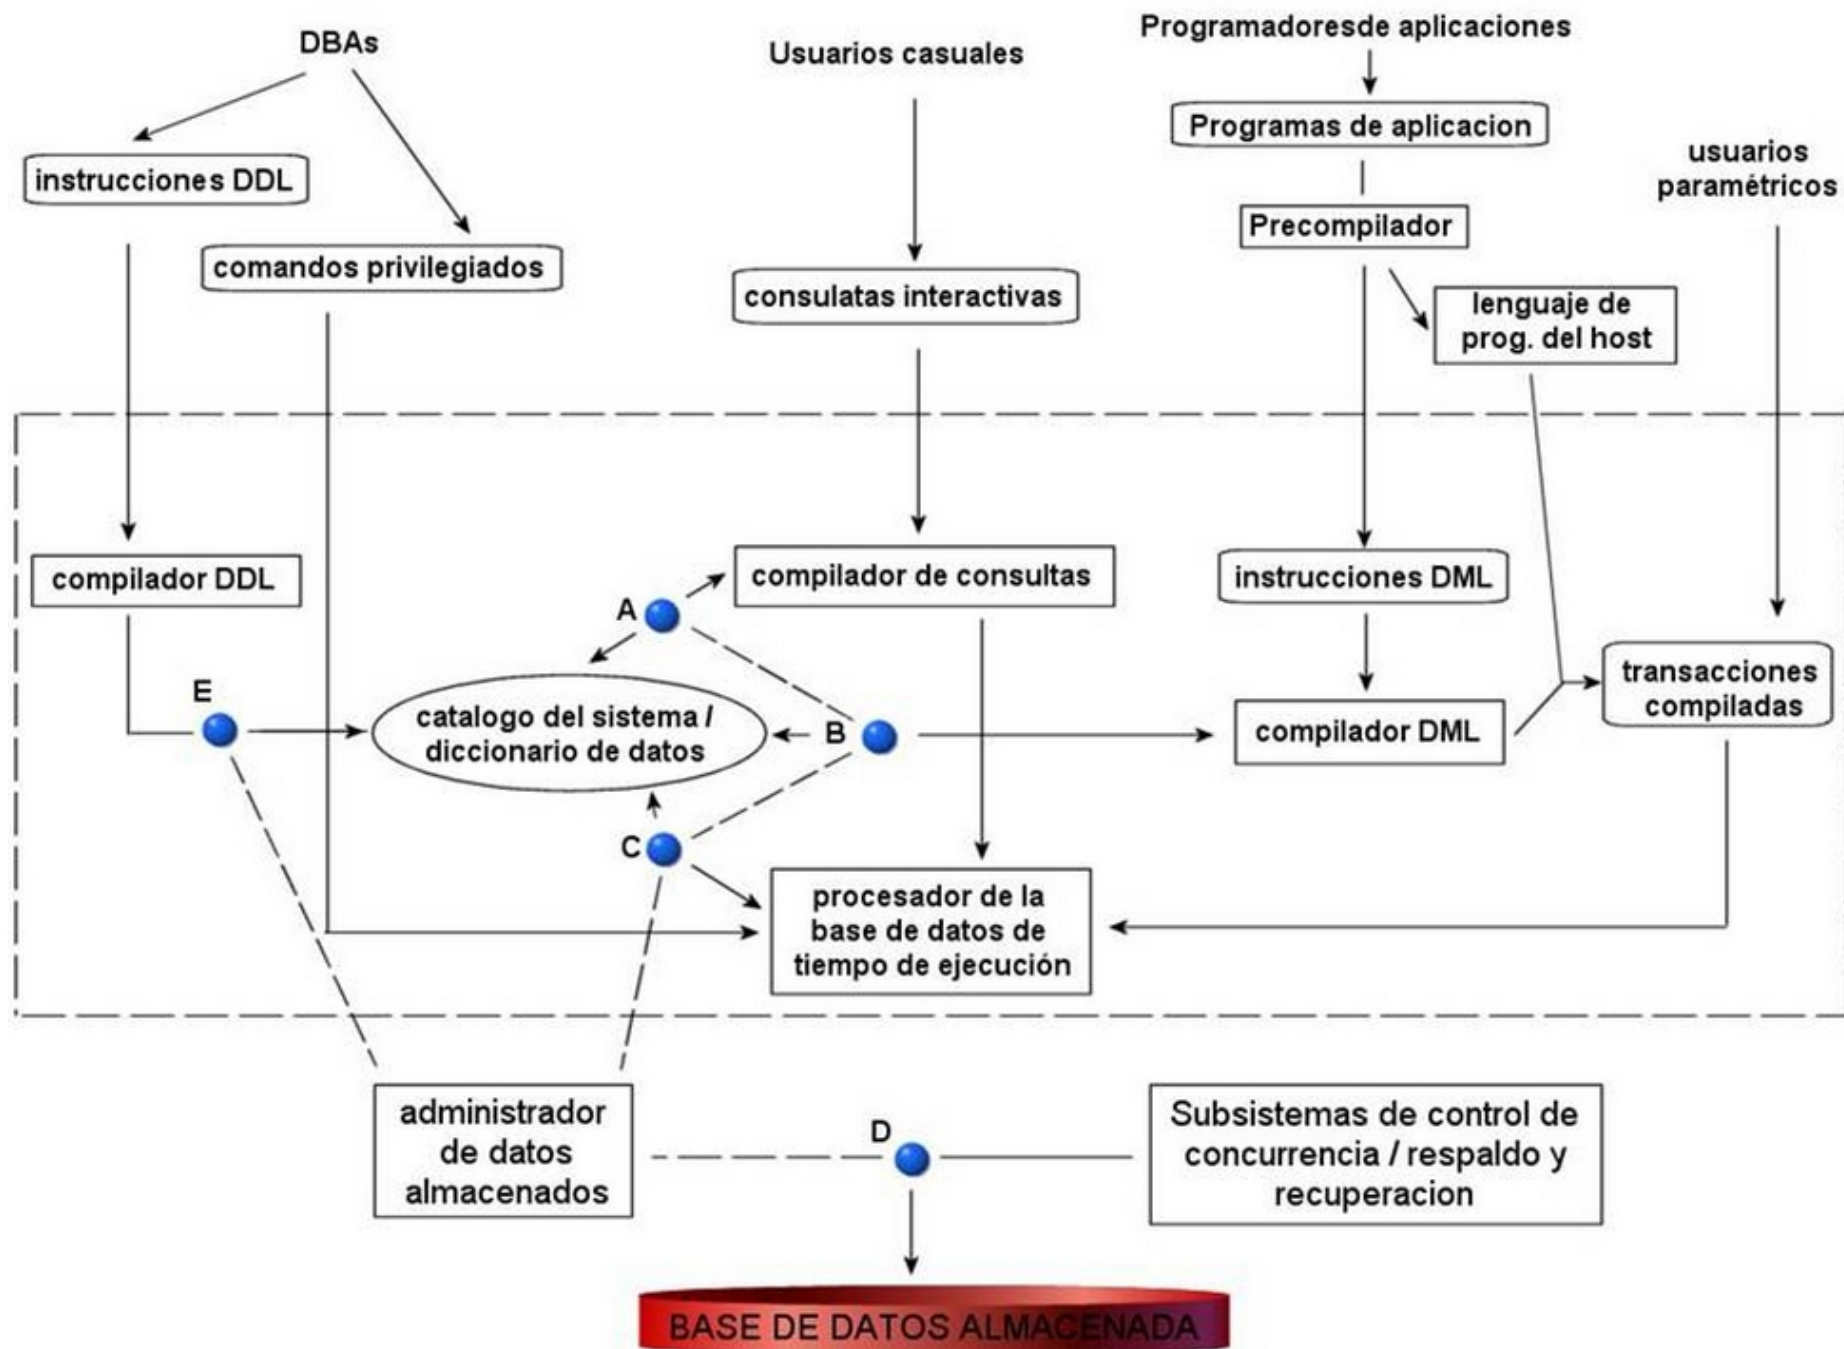 DBAs
Usuarios casuales
Programadoresde aplicaciones
Programas de aplicacion
usuarios
paramétricos
instrucciones DDL
Precompilador
comandos privilegiados
consulatas interactivas
lenguaje de
prog. del host
compilador DDL
compilador de consultas
instrucciones DML
A
E
catalogo del sistema /
diccionario de datos
B
compilador DML
transacciones
compiladas
C
procesador de la
base de datos de
tiempo de ejecución
administrador
de datos
almacenados
D
Subsistemas de control de
concurrencia / respaldo y
recuperacion
BASE DE DATOS ALMACENADA